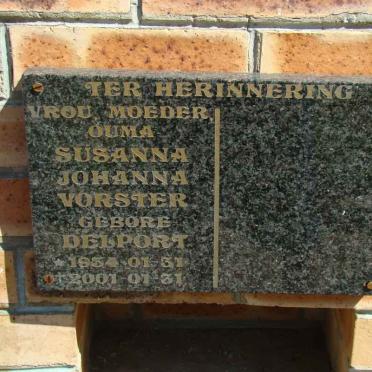 TER HERINNERING
VROU, MOEDER
OUMA
SUSANNA
JOHANNA
VORSTER
GEBORE
DELPORT
* 1934-01-31
† 2001-01-31